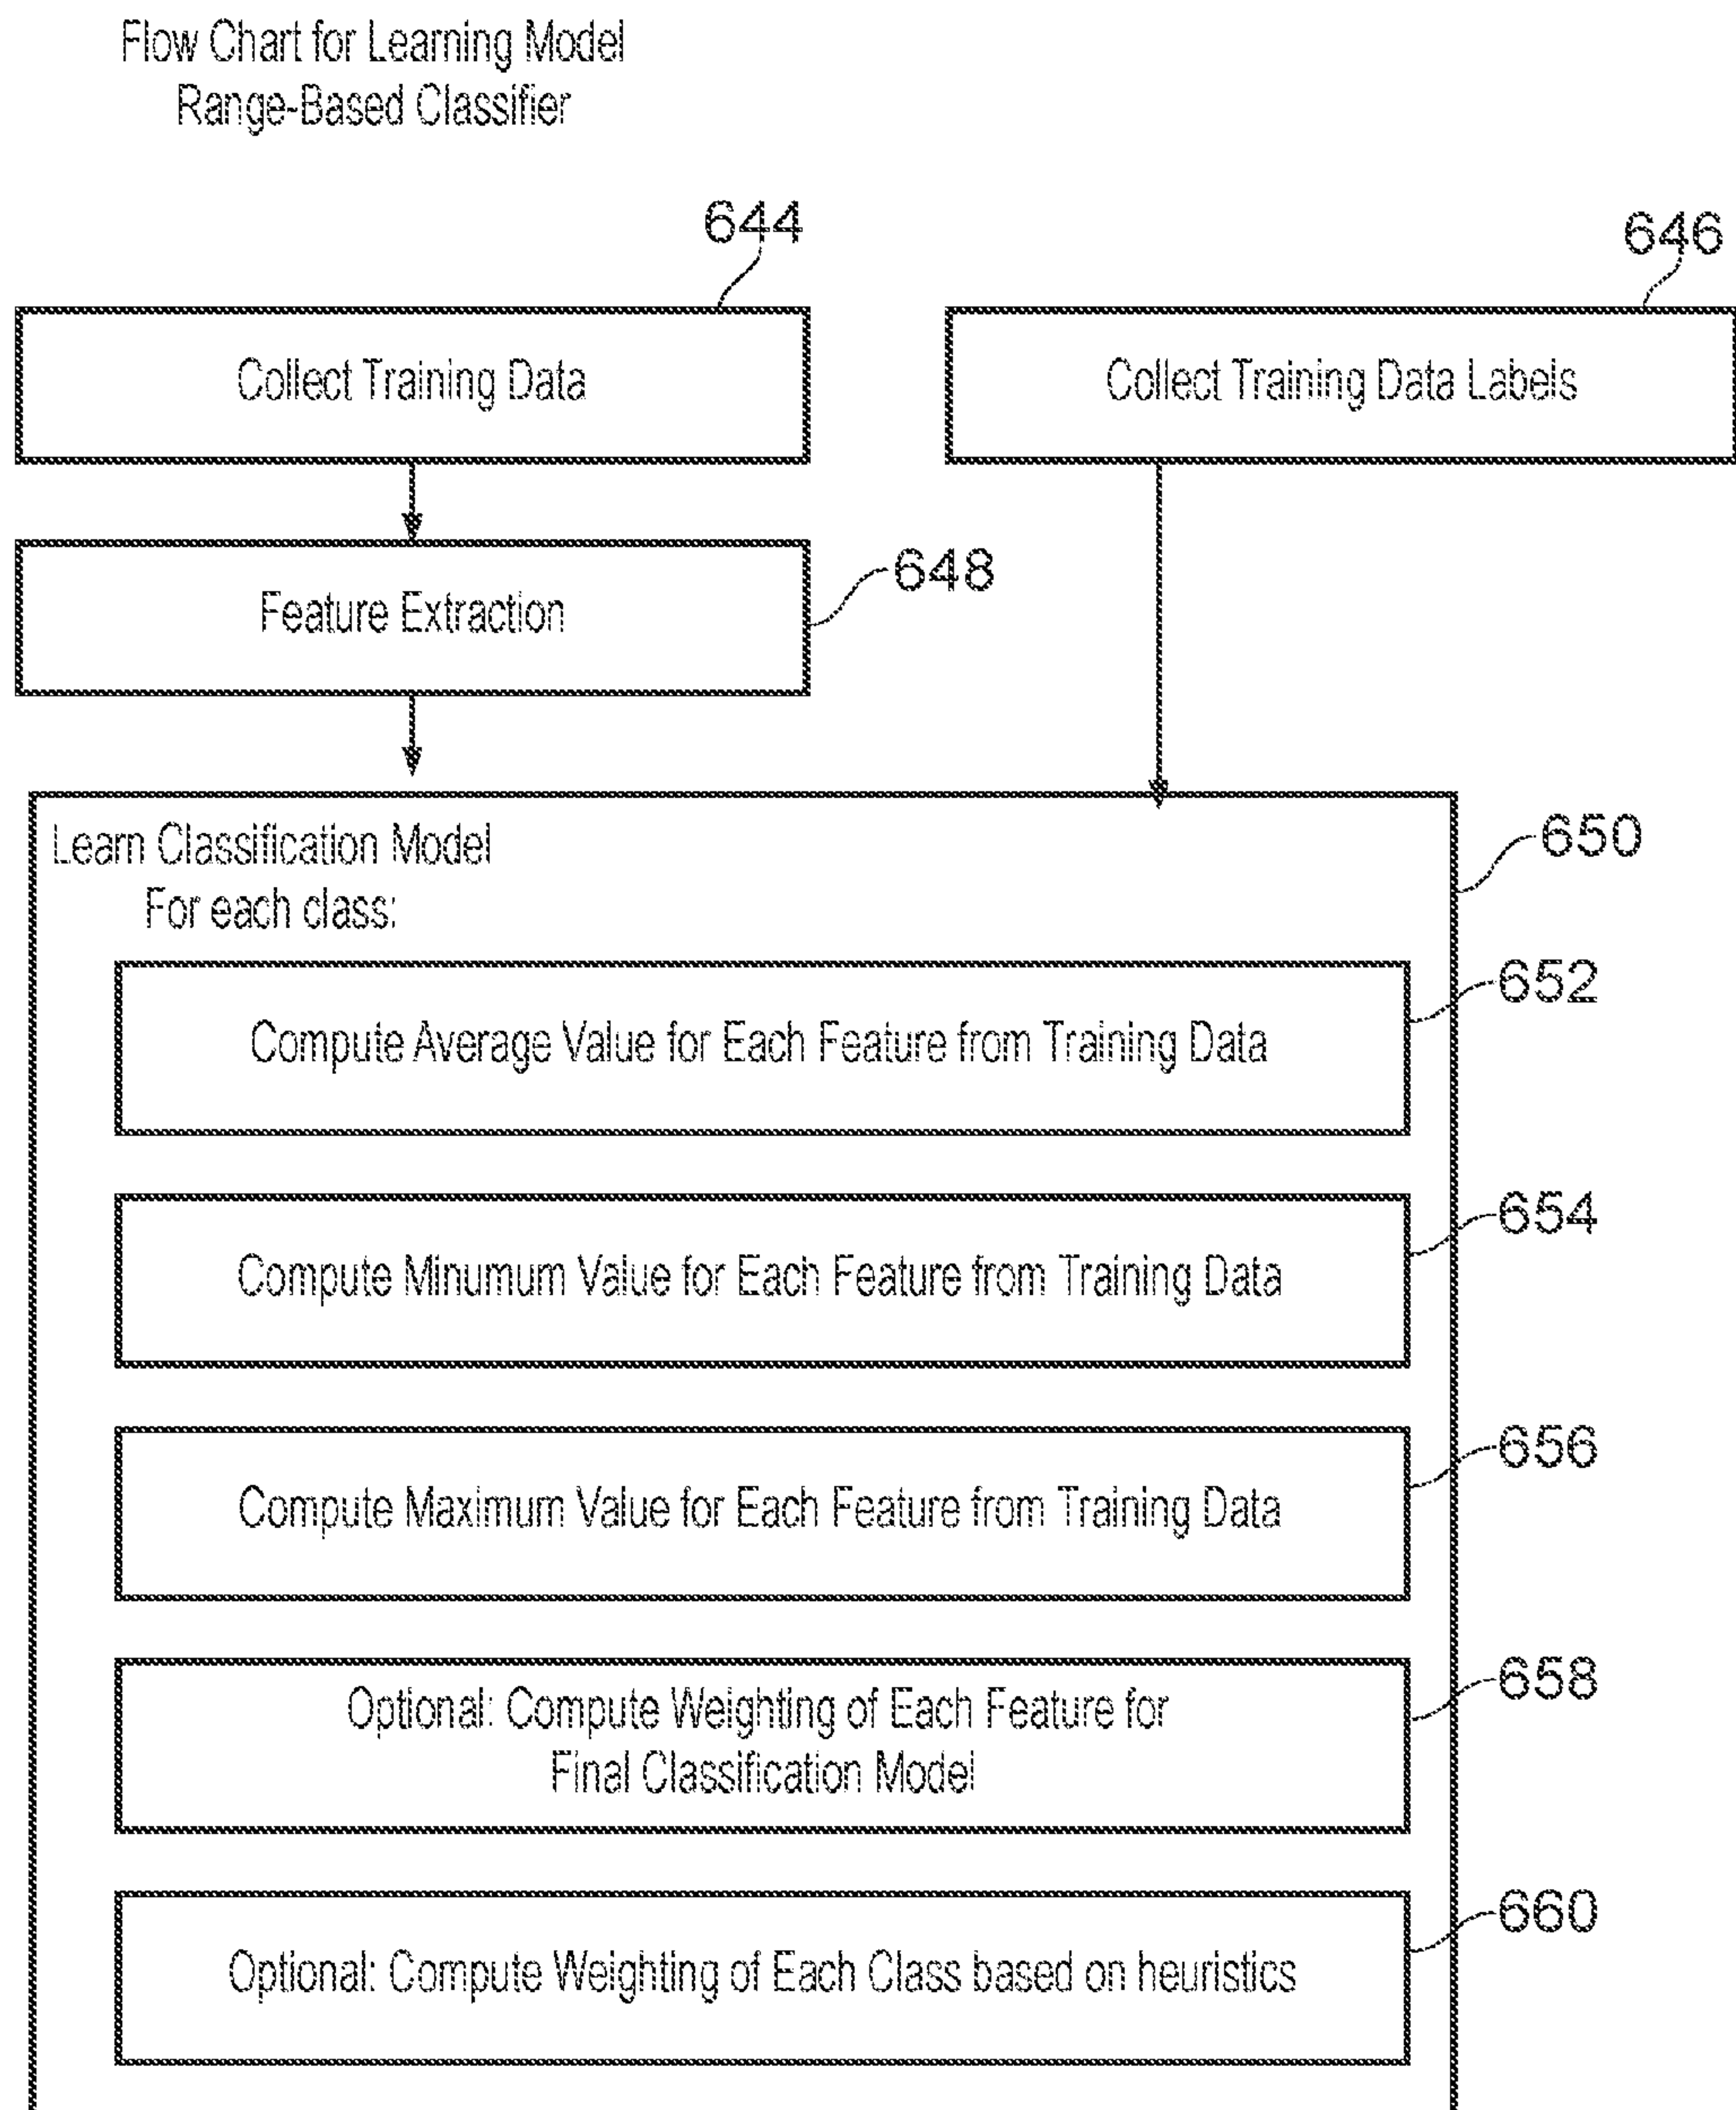 Flow Chart for Learning Model
Range-Based Classifier
644
646
Collect Training Data
Collect Training Data Labels
648
Feature Extraction
650
Learn Classification Model
For each class:
652
Compute Average Value for Each Feature from Training Data
654
Compute Minumum Value for Each Feature from Training Data
656
Compute Maximum Value for Each Feature from Training Data
658
Optional: Compute Weighting of Each Feature for
Final Classification Model
660
Optional: Compute Weighting of Each Class based on heuristics